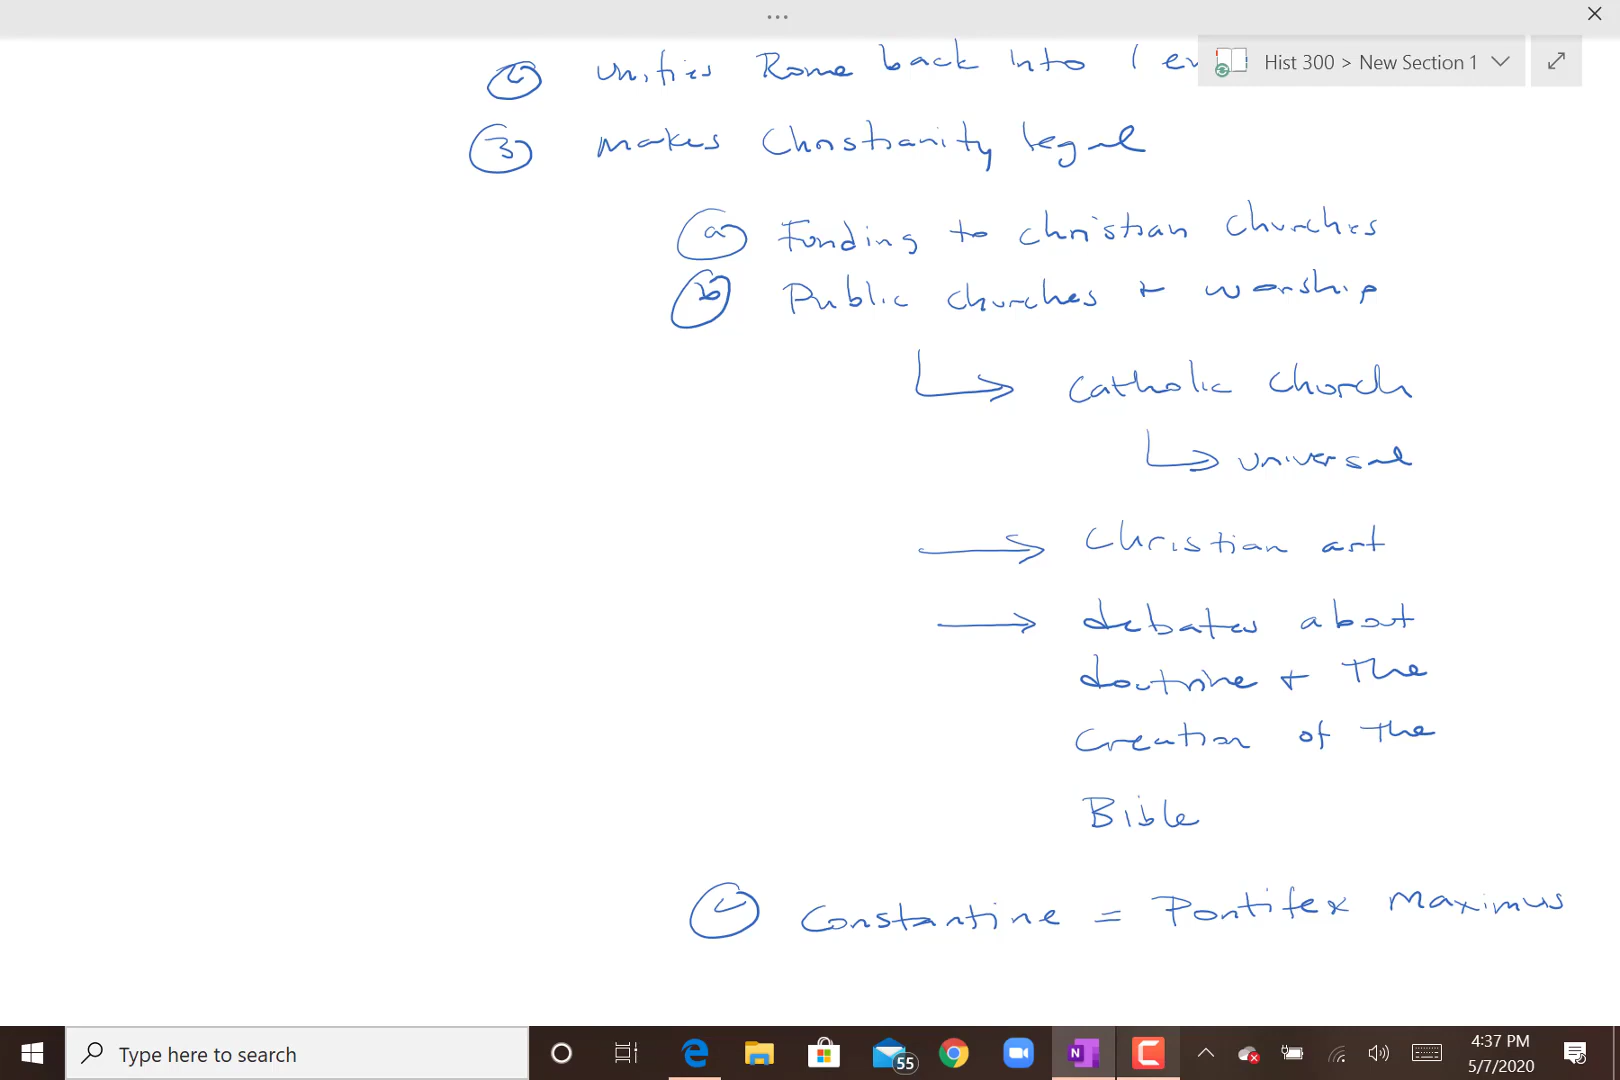 unifies Rome back into 1 em
Hist 300 > New Section 1
3 makes Christianity legal
a Funding to christian churches
b Public churches + worship
catholic church
universal
christian art
debates about
doctrine + the
creation of the
Bible
c Constantine = Pontifex Maximus
Type here to search
55
4:37 PM
5/7/2020